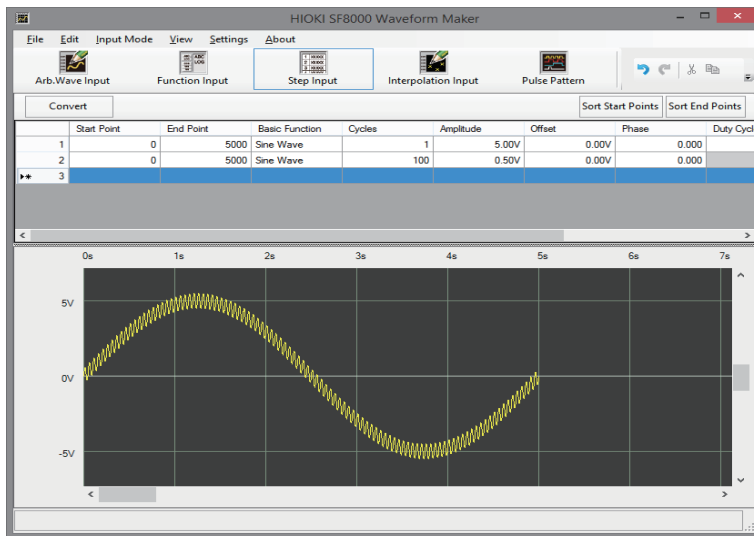 HIOKI SF8000 Waveform Maker
File Edit Input Mode View Settings About
Arb.Wave Input Function Input Step Input Interpolation Input Pulse Pattern
Convert Sort Start Points Sort End Points
Start Point End Point Basic Function Cycles Amplitude Offset Phase Duty Cycl
1 0 5000 Sine Wave 1 5.00V 0.00V 0.000
2 0 5000 Sine Wave 100 0.50V 0.00V 0.000
3
0s 1s 2s 3s 4s 5s 6s 7s
5V
0V
-5V